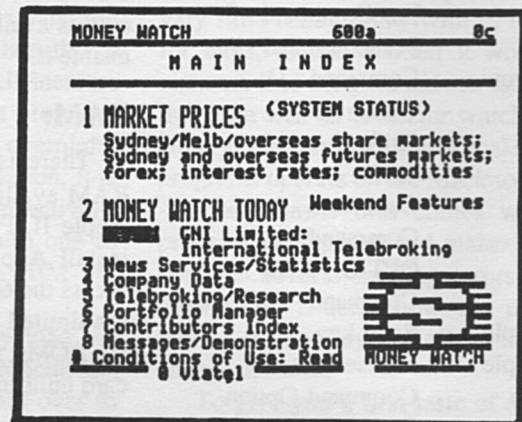 MONEY WATCH 600a 0c
MAIN INDEX
1 MARKET PRICES (SYSTEM STATUS)
Sydney/Melb/overseas share markets;
Sydney and overseas futures markets;
forex; interest rates; commodities
2 MONEY WATCH TODAY Weekend Features
GNI Limited:
International Telebroking
3 News Services/Statistics
4 Company Data
5 Telebroking/Research
6 Portfolio Manager
7 Contributors Index
8 Messages/Demonstration
# Conditions of Use: Read
MONEY WATCH
0 Viatel